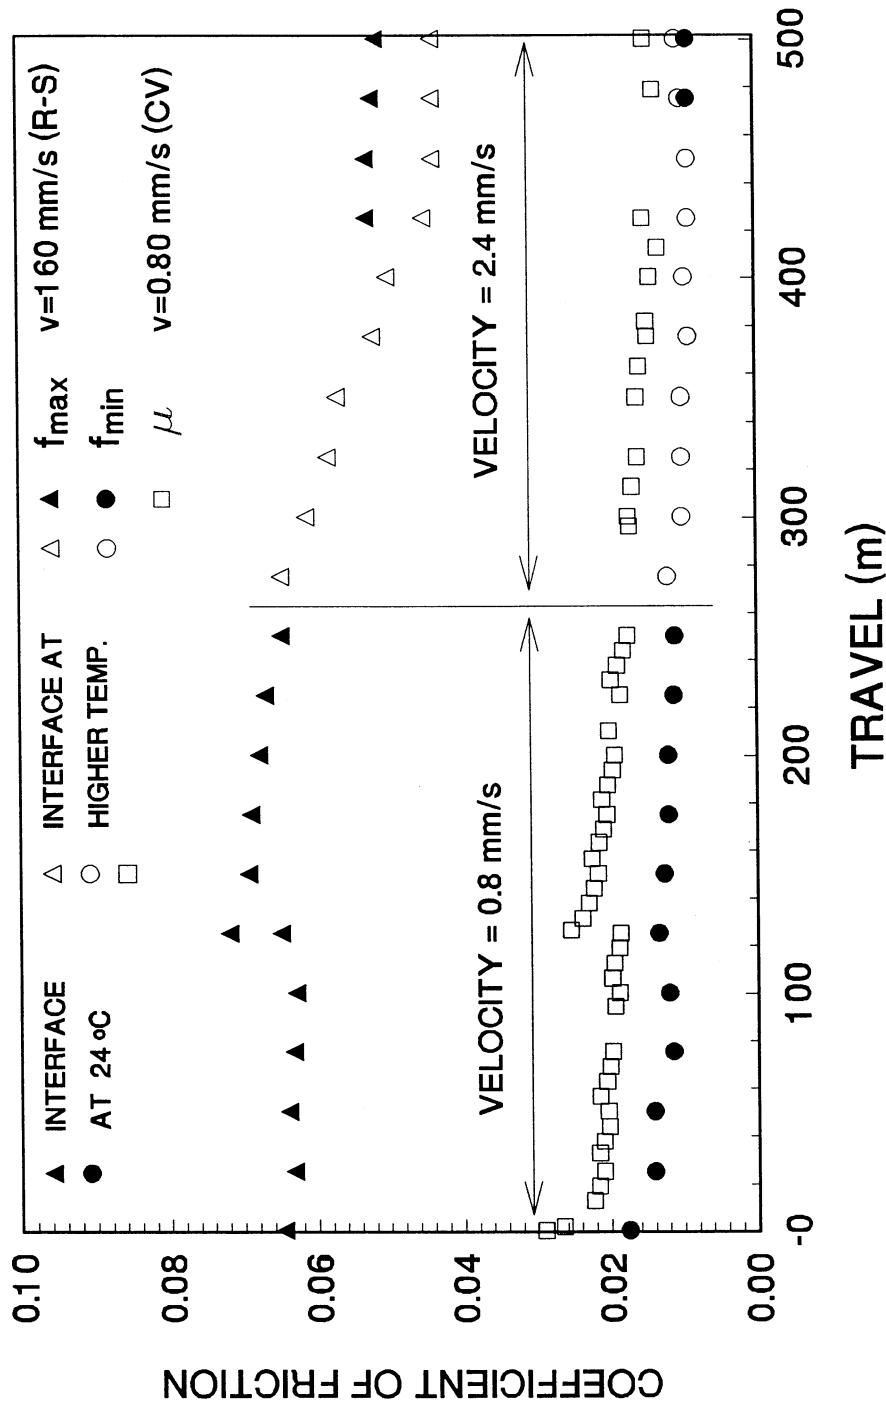 INTERFACE
AT 24 °C
INTERFACE AT
HIGHER TEMP.
fmax v=160 mm/s (R-S)
fmin
μ v=0.80 mm/s (CV)
VELOCITY = 0.8 mm/s
VELOCITY = 2.4 mm/s
COEFFICIENT OF FRICTION
0.10
0.08
0.06
0.04
0.02
0.00
-0 100 200 300 400 500
TRAVEL (m)